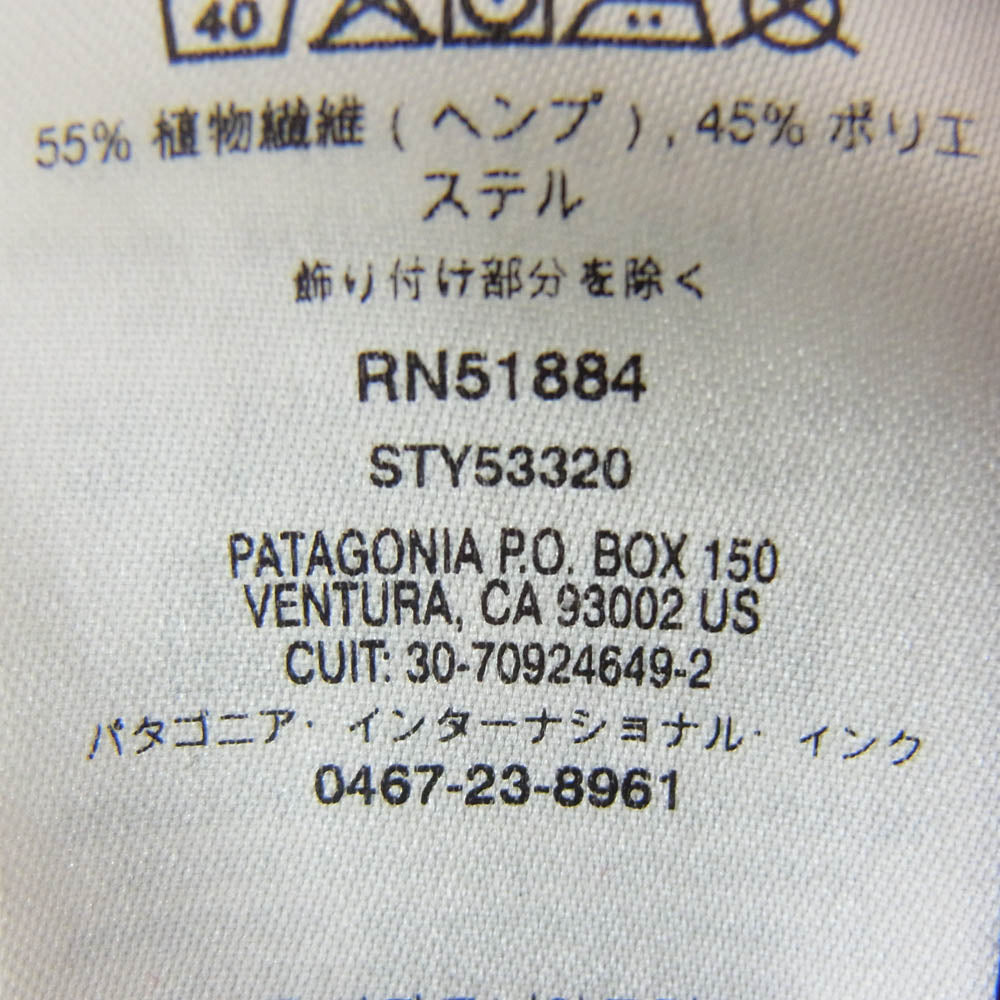 40
55% 植物繊維 ( ヘンプ ) , 45% ポリエ
ステル
飾り付け部分を除く
RN51884
STY53320
PATAGONIA P.O. BOX 150
VENTURA, CA 93002 US
CUIT: 30-70924649-2
パタゴニア・インターナショナル・インク
0467-23-8961